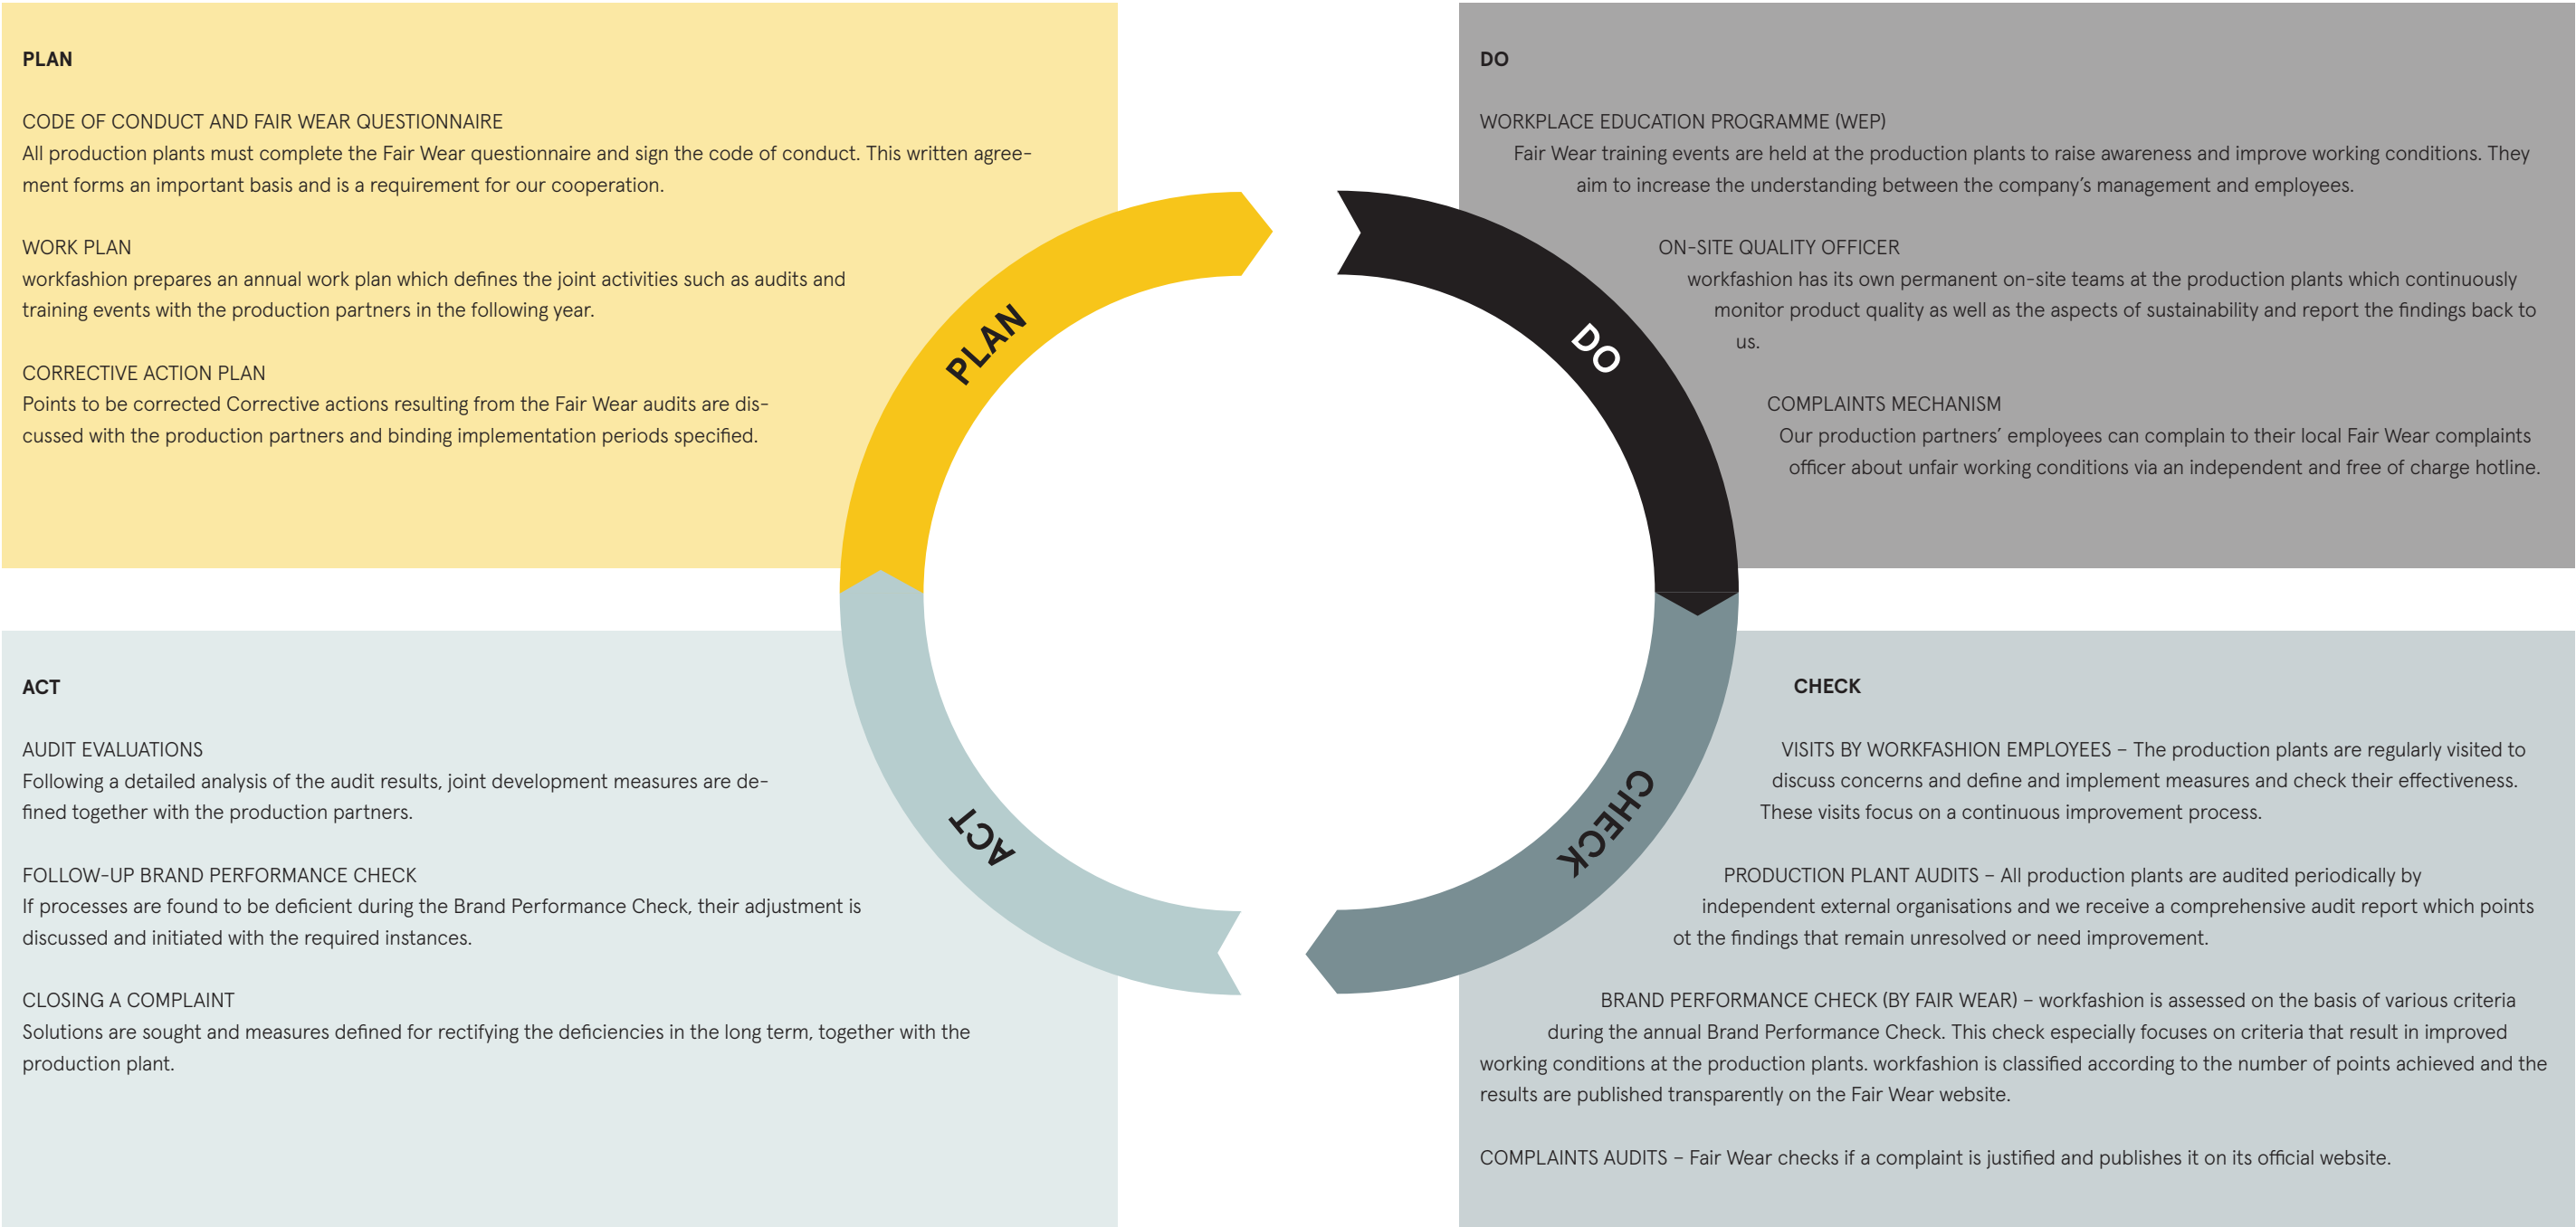 PLAN
CODE OF CONDUCT AND FAIR WEAR QUESTIONNAIRE
All production plants must complete the Fair Wear questionnaire and sign the code of conduct. This written agree-
ment forms an important basis and is a requirement for our cooperation.
WORK PLAN
workfashion prepares an annual work plan which defines the joint activities such as audits and
training events with the production partners in the following year.
CORRECTIVE ACTION PLAN
Points to be corrected Corrective actions resulting from the Fair Wear audits are dis-
cussed with the production partners and binding implementation periods specified.
DO
WORKPLACE EDUCATION PROGRAMME (WEP)
Fair Wear training events are held at the production plants to raise awareness and improve working conditions. They
aim to increase the understanding between the company's management and employees.
ON-SITE QUALITY OFFICER
workfashion has its own permanent on-site teams at the production plants which continuously
monitor product quality as well as the aspects of sustainability and report the findings back to
us.
COMPLAINTS MECHANISM
Our production partners' employees can complain to their local Fair Wear complaints
officer about unfair working conditions via an independent and free of charge hotline.
PLAN
DO
CHECK
ACT
ACT
AUDIT EVALUATIONS
Following a detailed analysis of the audit results, joint development measures are de-
fined together with the production partners.
FOLLOW-UP BRAND PERFORMANCE CHECK
If processes are found to be deficient during the Brand Performance Check, their adjustment is
discussed and initiated with the required instances.
CLOSING A COMPLAINT
Solutions are sought and measures defined for rectifying the deficiencies in the long term, together with the
production plant.
CHECK
VISITS BY WORKFASHION EMPLOYEES – The production plants are regularly visited to
discuss concerns and define and implement measures and check their effectiveness.
These visits focus on a continuous improvement process.
PRODUCTION PLANT AUDITS – All production plants are audited periodically by
independent external organisations and we receive a comprehensive audit report which points
ot the findings that remain unresolved or need improvement.
BRAND PERFORMANCE CHECK (BY FAIR WEAR) – workfashion is assessed on the basis of various criteria
during the annual Brand Performance Check. This check especially focuses on criteria that result in improved
working conditions at the production plants. workfashion is classified according to the number of points achieved and the
results are published transparently on the Fair Wear website.
COMPLAINTS AUDITS – Fair Wear checks if a complaint is justified and publishes it on its official website.